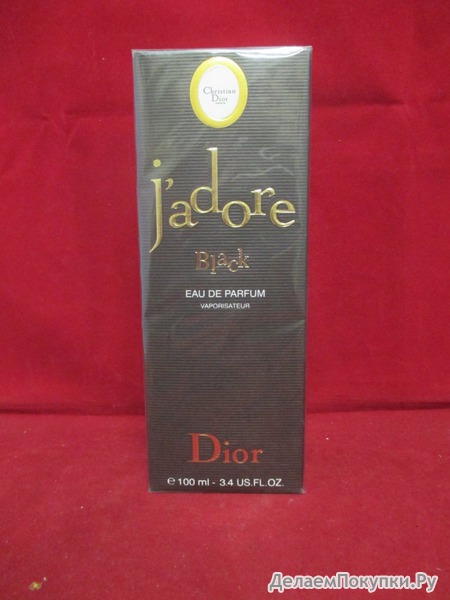 Christian
Dior
j'adore
Black
EAU DE PARFUM
VAPORISATEUR
Dior
e 100 ml - 3.4 US.FL.OZ.
ДелаемПокупки.Ру